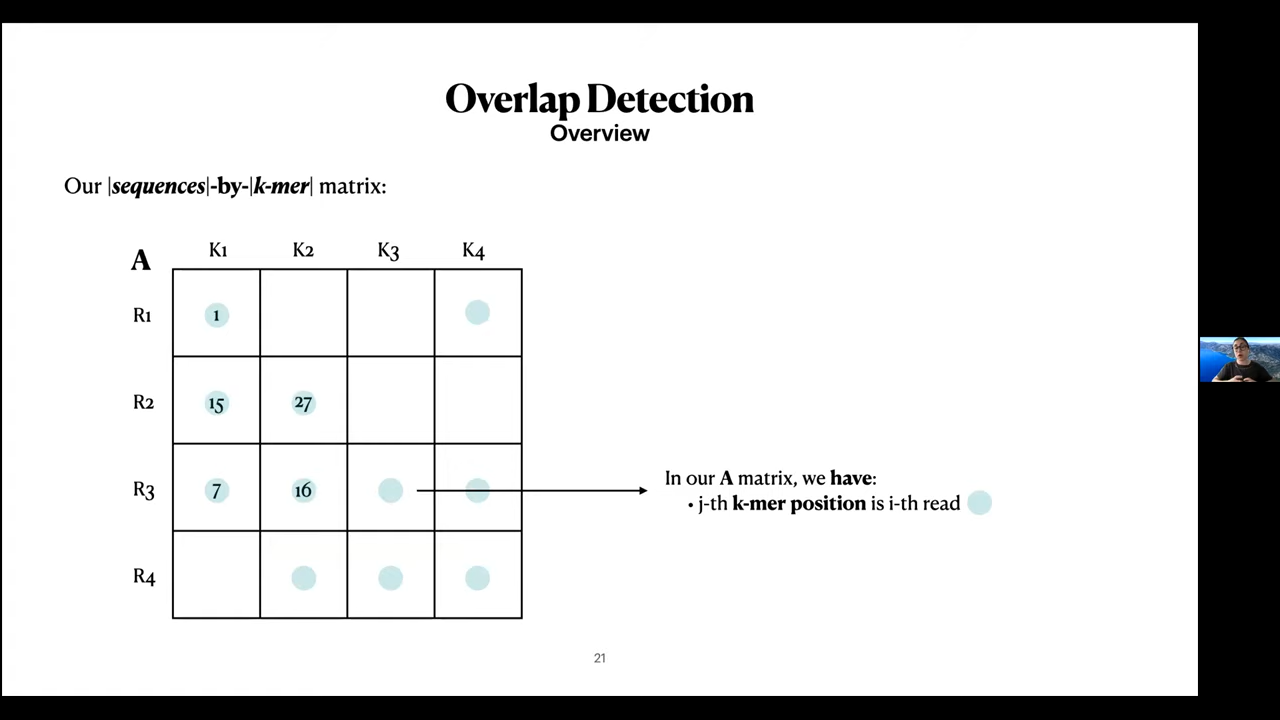 Overlap Detection
Overview
Our |sequences|-by-|k-mer| matrix:
A K1 K2 K3 K4
R1 1
R2 15 27
R3 7 16
R4
In our A matrix, we have:
• j-th k-mer position is i-th read
21